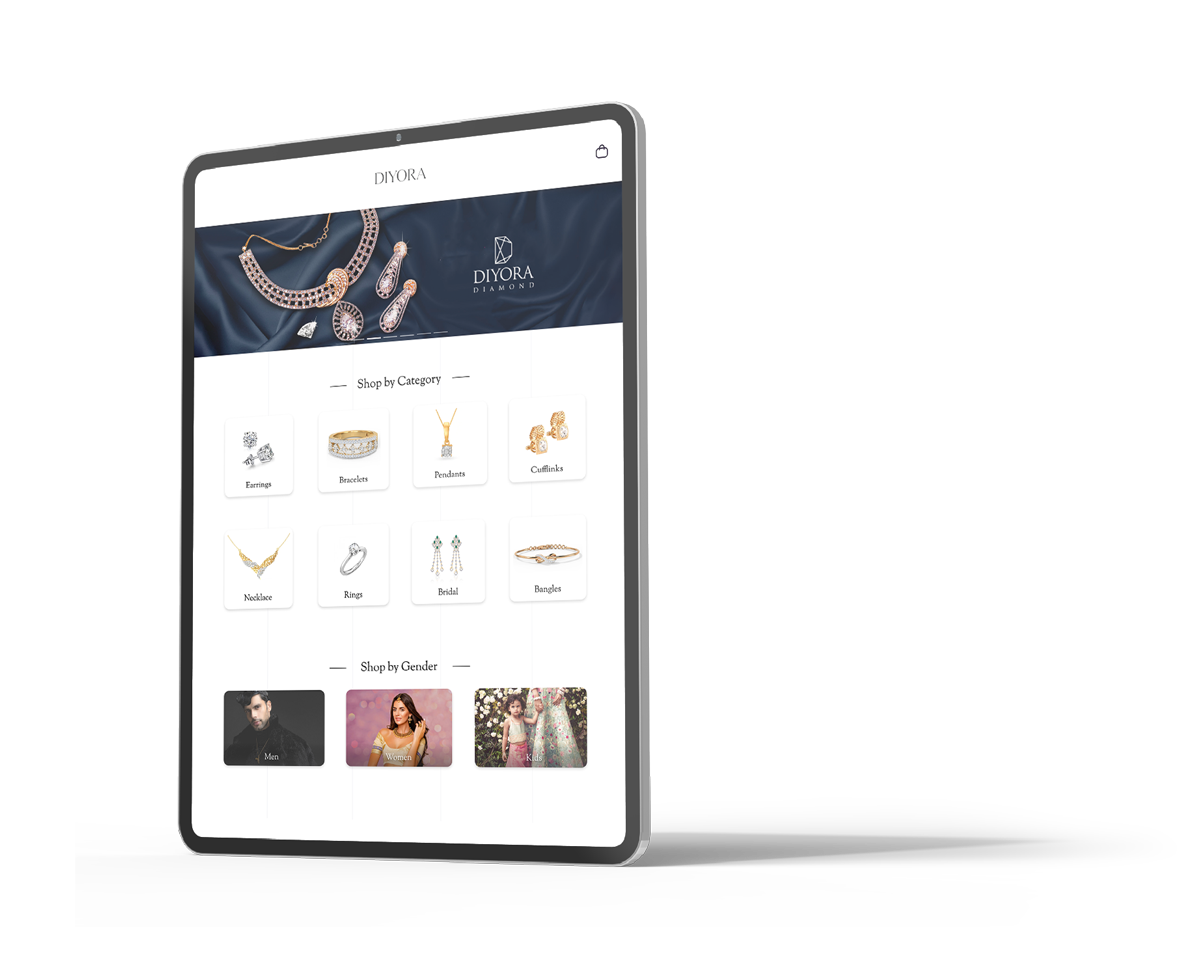 DIYORA
DIYORA
DIAMOND
Shop by Category
Earrings
Bracelets
Pendants
Cufflinks
Necklace
Rings
Bridal
Bangles
Shop by Gender
Men
Women
Kids